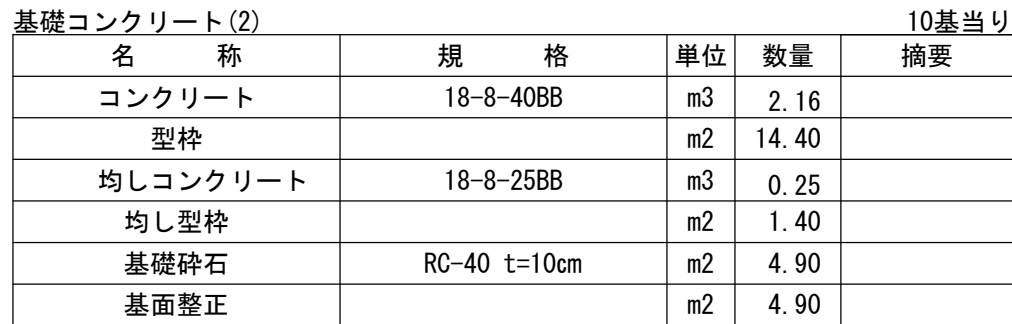 基礎コンクリート(2) 10基当り
名 称 規 格 単位 数量 摘要
コンクリート 18-8-40BB m3 2.16
型枠 m2 14.40
均しコンクリート 18-8-25BB m3 0.25
均し型枠 m2 1.40
基礎砕石 RC-40 t=10cm m2 4.90
基面整正 m2 4.90